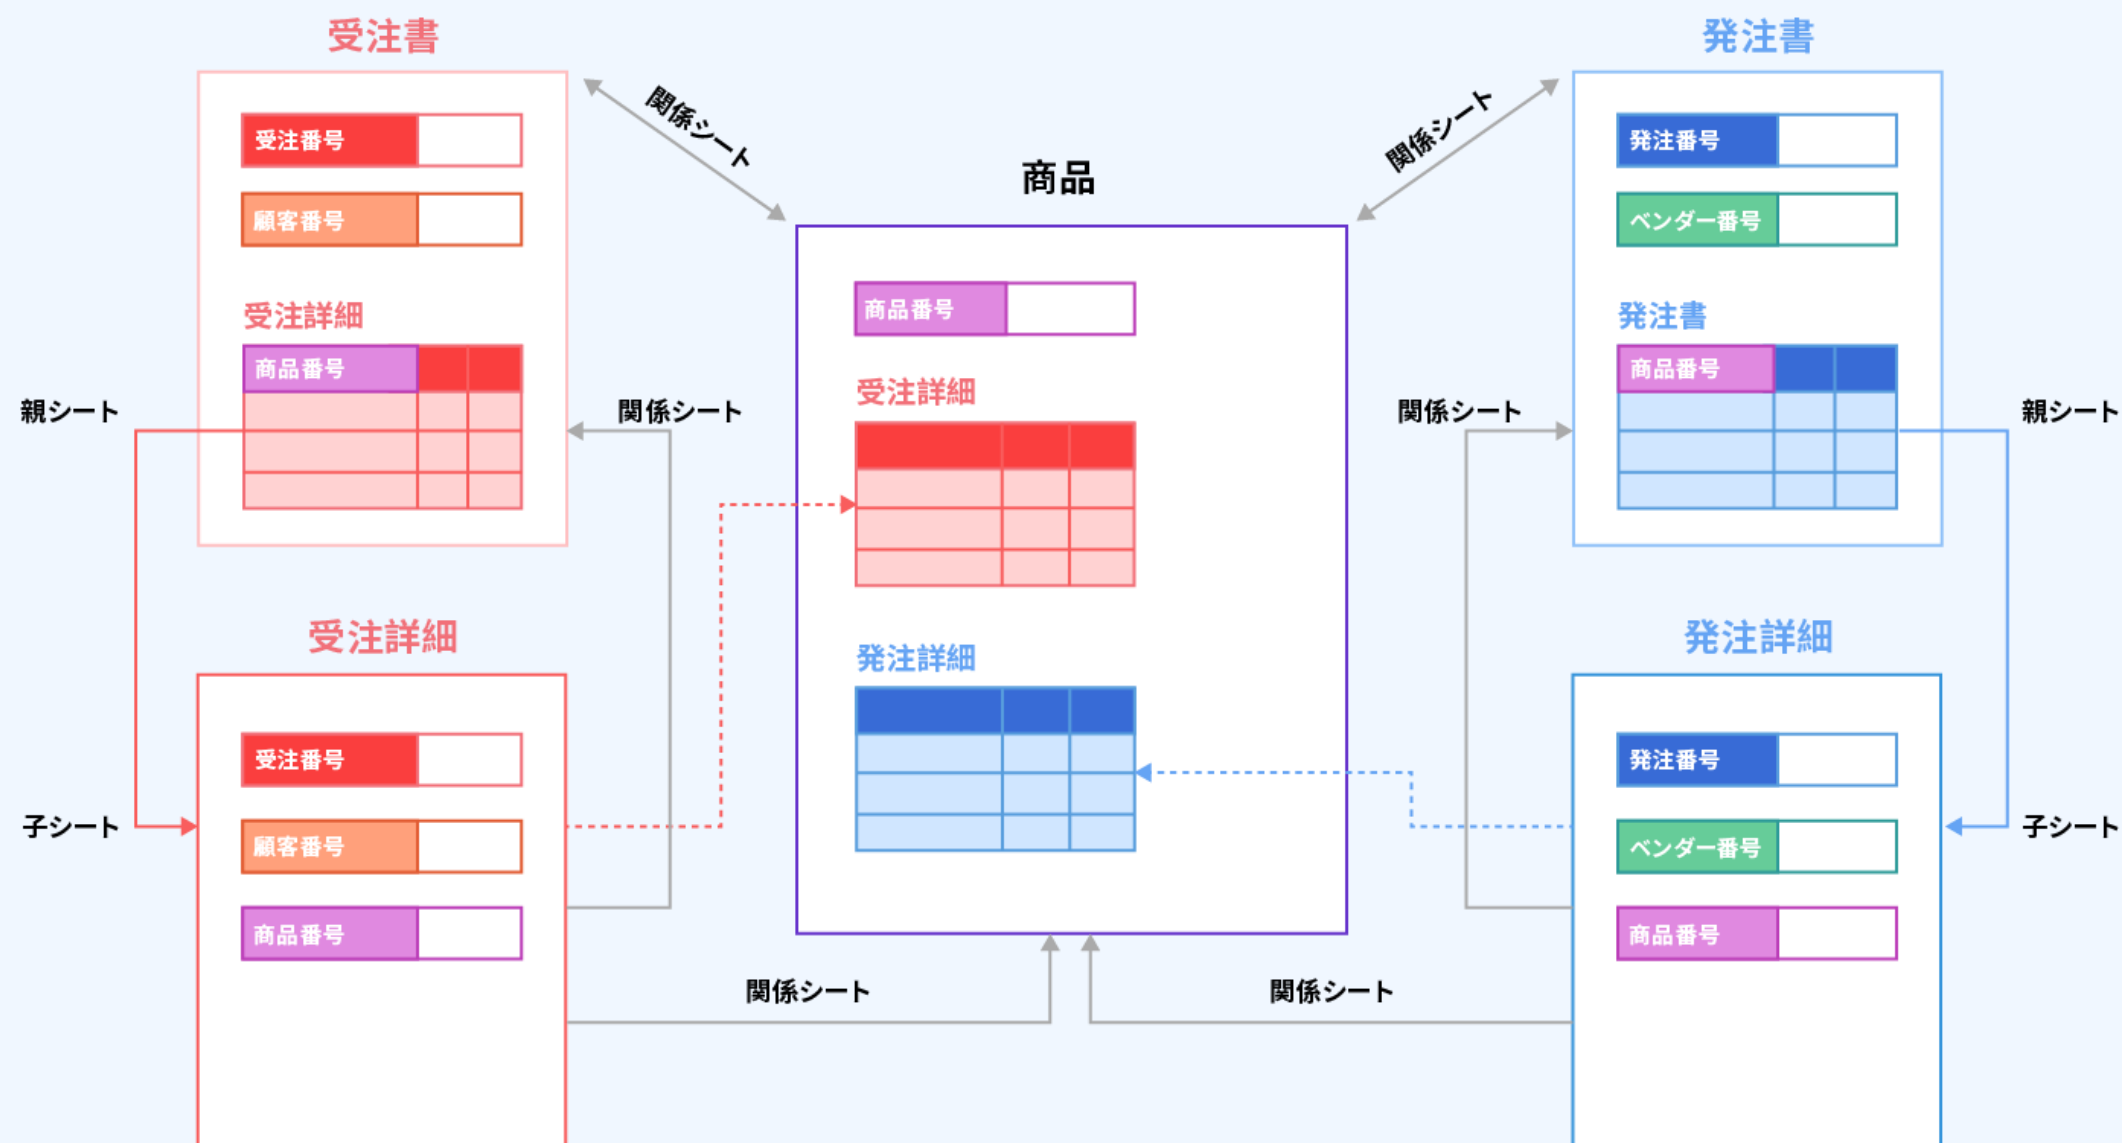 受注書
受注番号
顧客番号
受注詳細
商品番号
親シート
子シート
受注詳細
受注番号
顧客番号
商品番号
関係シート
関係シート
関係シート
商品
商品番号
受注詳細
発注詳細
関係シート
関係シート
関係シート
発注書
発注番号
ベンダー番号
発注書
商品番号
親シート
子シート
発注詳細
発注番号
ベンダー番号
商品番号